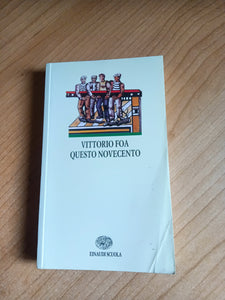 VITTORIO FOA
QUESTO NOVECENTO
EINAUDI SCUOLA